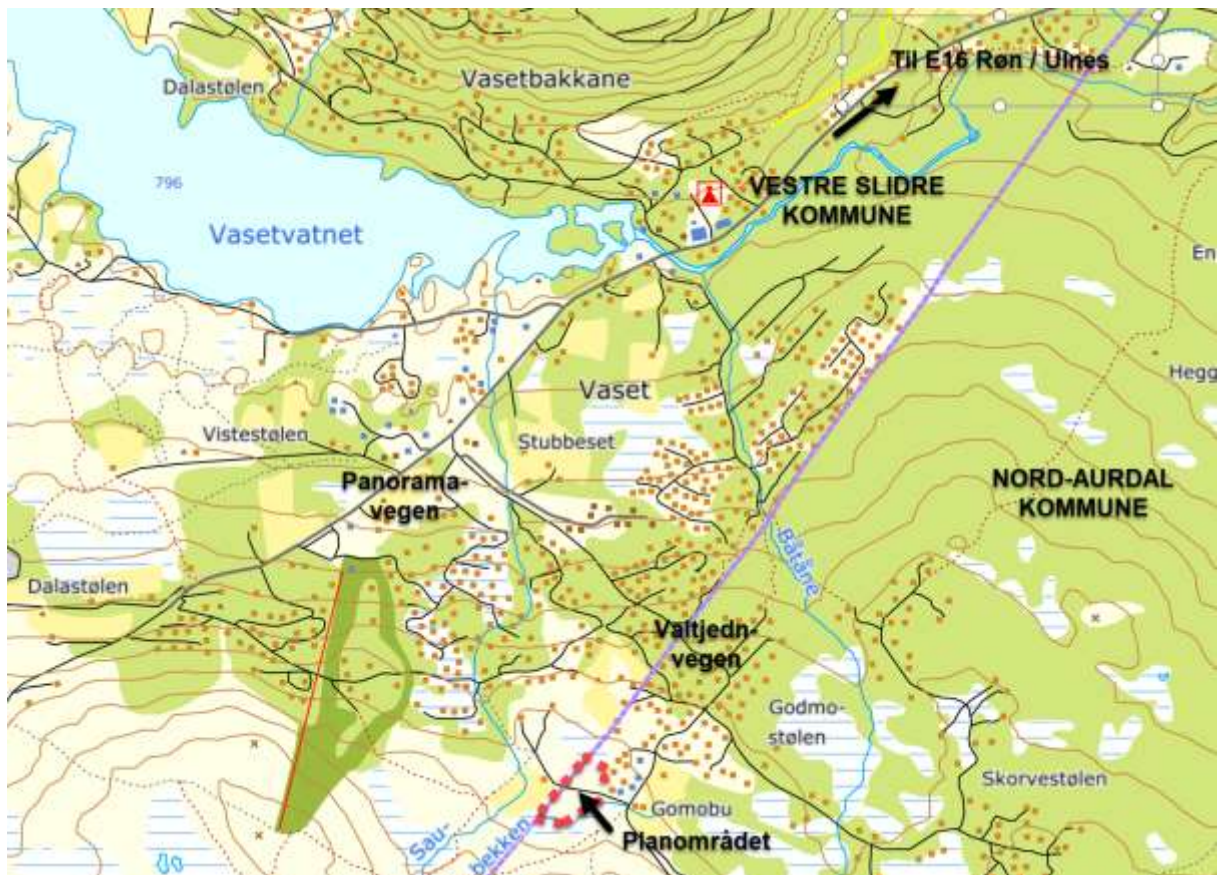 Til E16 Røn / Ulnes
Vasetbakkane
Dalastølen
796
VESTRE SLIDRE
KOMMUNE
Vasetvatnet
En
Hegg
Vaset
Vistestølen
Stubbeset
Panorama-
vegen
NORD-AURDAL
KOMMUNE
Båtåne
Dalastølen
Valtjedn-
vegen
Godmo-
stølen
Skorvestølen
Gomobu
Sau-
bekken
Planområdet